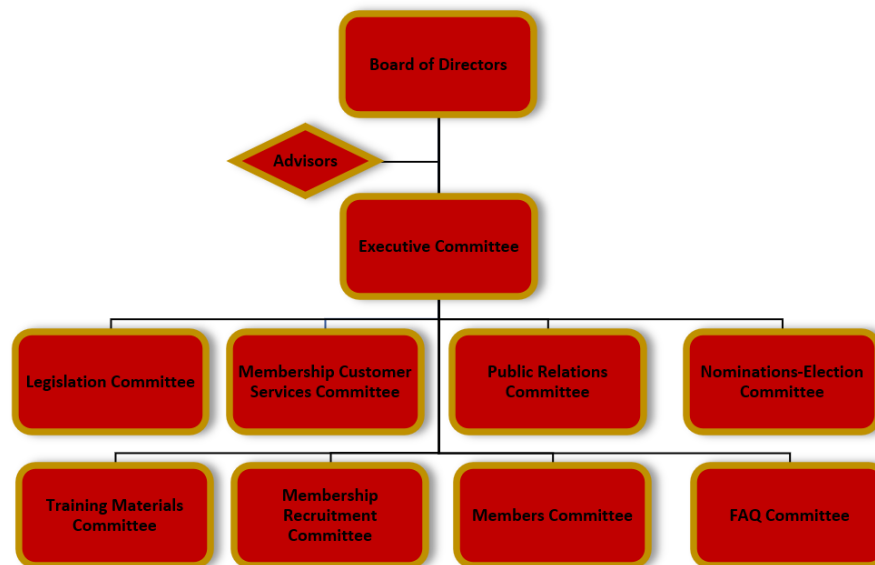 Board of Directors
Advisors
Executive Committee
Legislation Committee
Membership Customer
Services Committee
Public Relations
Committee
Nominations-Election
Committee
Training Materials
Committee
Membership
Recruitment
Committee
Members Committee
FAQ Committee